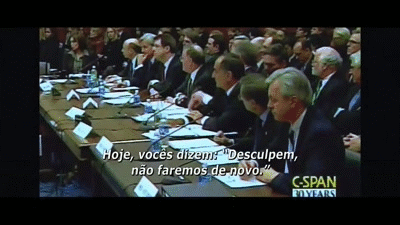 Hoje, vocês dizem: "Desculpem,
não faremos de novo."
C-SPAN
30 YEARS